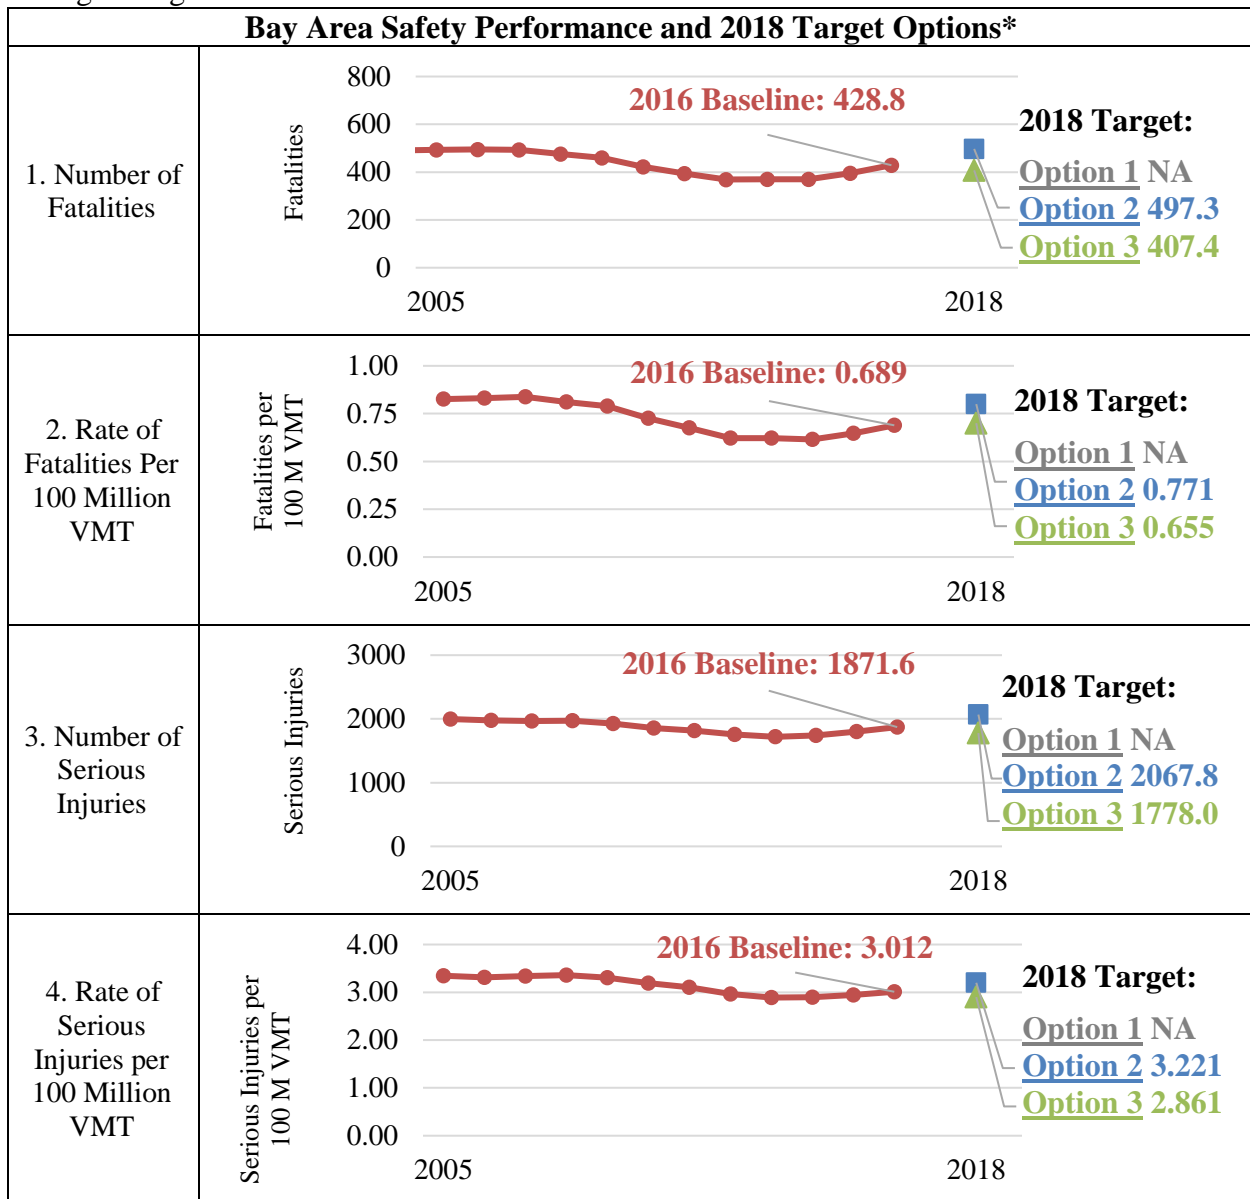 Bay Area Safety Performance and 2018 Target Options*
1. Number of
Fatalities
Fatalities
800
600
400
200
0
2005
2018
2016 Baseline: 428.8
2018 Target:
Option 1 NA
Option 2 497.3
Option 3 407.4
2. Rate of
Fatalities Per
100 Million
VMT
Fatalities per
100 M VMT
1.00
0.75
0.50
0.25
0.00
2005
2018
2016 Baseline: 0.689
2018 Target:
Option 1 NA
Option 2 0.771
Option 3 0.655
3. Number of
Serious
Injuries
Serious Injuries
3000
2000
1000
0
2005
2018
2016 Baseline: 1871.6
2018 Target:
Option 1 NA
Option 2 2067.8
Option 3 1778.0
4. Rate of
Serious
Injuries per
100 Million
VMT
Serious Injuries per
100 M VMT
4.00
3.00
2.00
1.00
0.00
2005
2018
2016 Baseline: 3.012
2018 Target:
Option 1 NA
Option 2 3.221
Option 3 2.861